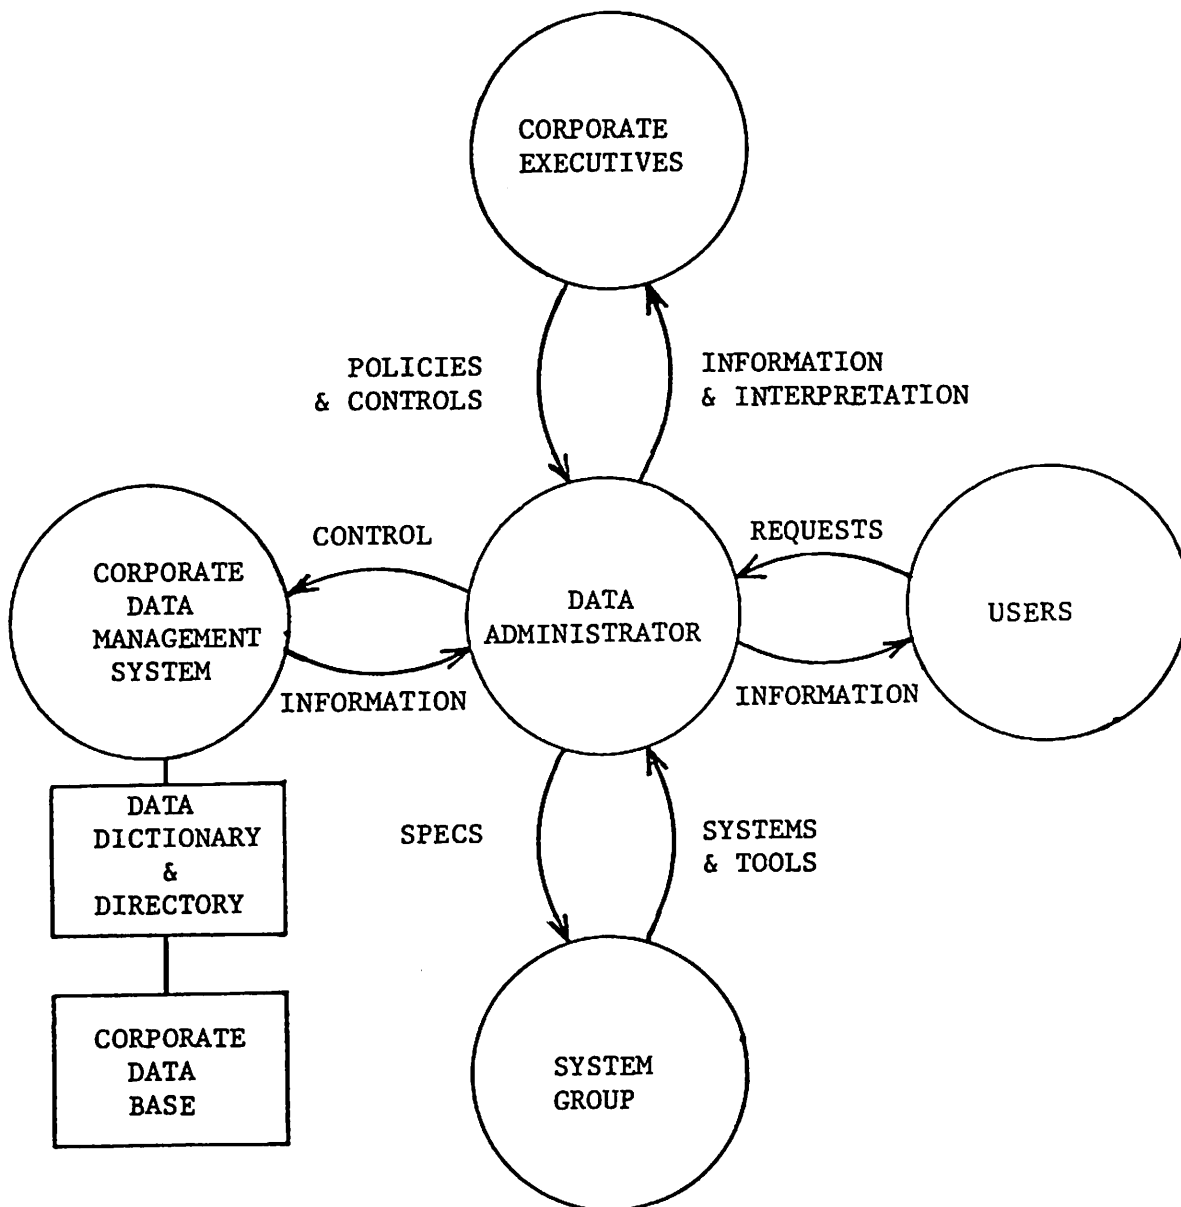 CORPORATE
EXECUTIVES
POLICIES
& CONTROLS
INFORMATION
& INTERPRETATION
CONTROL
REQUESTS
CORPORATE
DATA
MANAGEMENT
SYSTEM
DATA
ADMINISTRATOR
USERS
INFORMATION
INFORMATION
DATA
DICTIONARY
&
DIRECTORY
SPECS
SYSTEMS
& TOOLS
CORPORATE
DATA
BASE
SYSTEM
GROUP